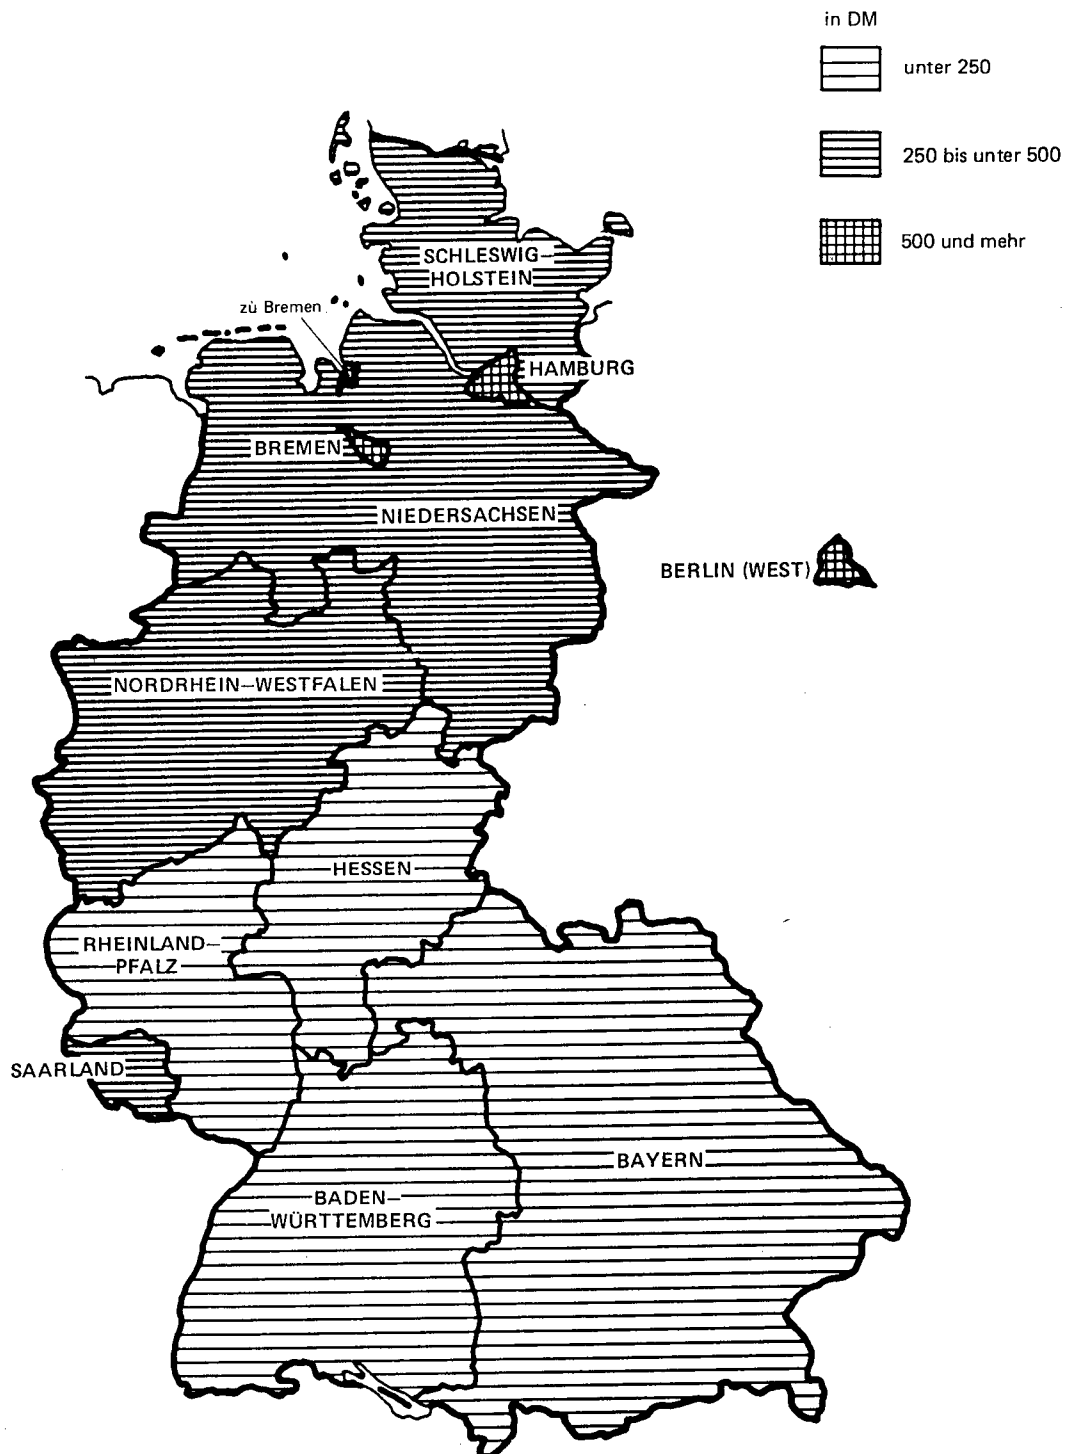 in DM
unter 250
250 bis unter 500
500 und mehr
SCHLESWIG–
HOLSTEIN
zü Bremen
HAMBURG
BREMEN
NIEDERSACHSEN
BERLIN (WEST)
NORDRHEIN–WESTFALEN
HESSEN
RHEINLAND–
PFALZ
SAARLAND
BAYERN
BADEN–
WÜRTTEMBERG